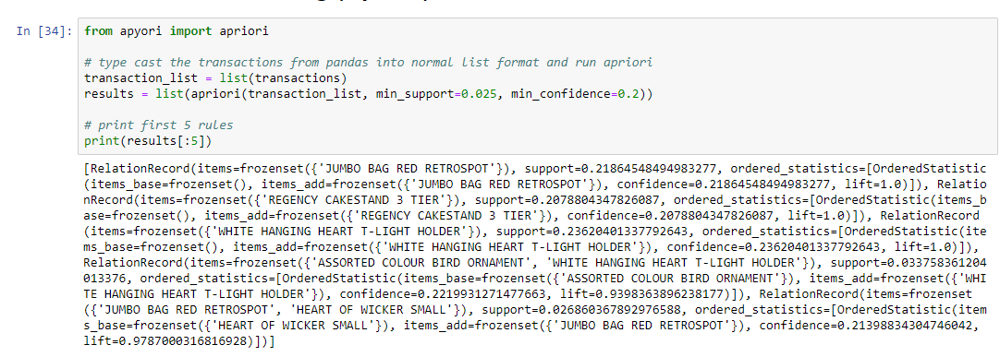 In [34]: from apyori import apriori
# type cast the transactions from pandas into normal list format and run apriori
transaction_list = list(transactions)
results = list(apriori(transaction_list, min_support=0.025, min_confidence=0.2))
# print first 5 rules
print(results[:5])
[RelationRecord(items=frozenset({'JUMBO BAG RED RETROSPOT'}), support=0.21864548494983277, ordered_statistics=[OrderedStatistic
(items_base=frozenset(), items_add=frozenset({'JUMBO BAG RED RETROSPOT'}), confidence=0.21864548494983277, lift=1.0)]), Relatio
nRecord(items=frozenset({'REGENCY CAKESTAND 3 TIER'}), support=0.2078804347826087, ordered_statistics=[OrderedStatistic(items_b
ase=frozenset(), items_add=frozenset({'REGENCY CAKESTAND 3 TIER'}), confidence=0.2078804347826087, lift=1.0)]), RelationRecord
(items=frozenset({'WHITE HANGING HEART T-LIGHT HOLDER'}), support=0.23620401337792643, ordered_statistics=[OrderedStatistic(ite
ms_base=frozenset(), items_add=frozenset({'WHITE HANGING HEART T-LIGHT HOLDER'}), confidence=0.23620401337792643, lift=1.0)]),
RelationRecord(items=frozenset({'ASSORTED COLOUR BIRD ORNAMENT', 'WHITE HANGING HEART T-LIGHT HOLDER'}), support=0.033758361204
013376, ordered_statistics=[OrderedStatistic(items_base=frozenset({'ASSORTED COLOUR BIRD ORNAMENT'}), items_add=frozenset({'WHI
TE HANGING HEART T-LIGHT HOLDER'}), confidence=0.2219931271477663, lift=0.9398363896238177)]), RelationRecord(items=frozenset
({'JUMBO BAG RED RETROSPOT', 'HEART OF WICKER SMALL'}), support=0.026860367892976588, ordered_statistics=[OrderedStatistic(item
s_base=frozenset({'HEART OF WICKER SMALL'}), items_add=frozenset({'JUMBO BAG RED RETROSPOT'}), confidence=0.21398834304746042,
lift=0.9787000316816928)])]